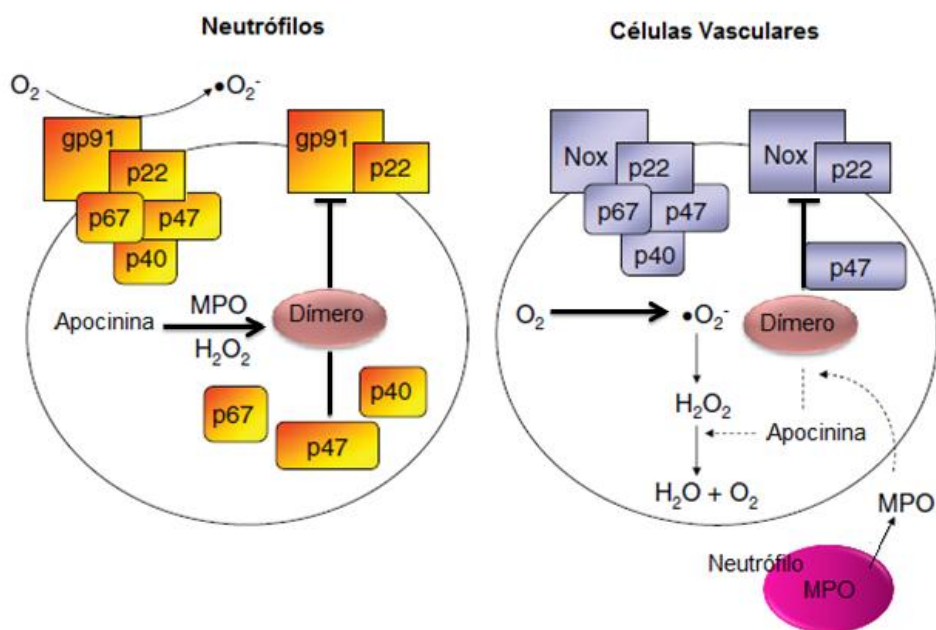 Neutrófilos
O₂
•O₂⁻
gp91
p22
p67
p47
p40
gp91
p22
Apocinina
MPO
H₂O₂
Dímero
p67
p40
p47
Células Vasculares
Nox
p22
p67
p47
p40
Nox
p22
p47
O₂
•O₂⁻
Dímero
H₂O₂
Apocinina
H₂O + O₂
MPO
Neutrófilo
MPO